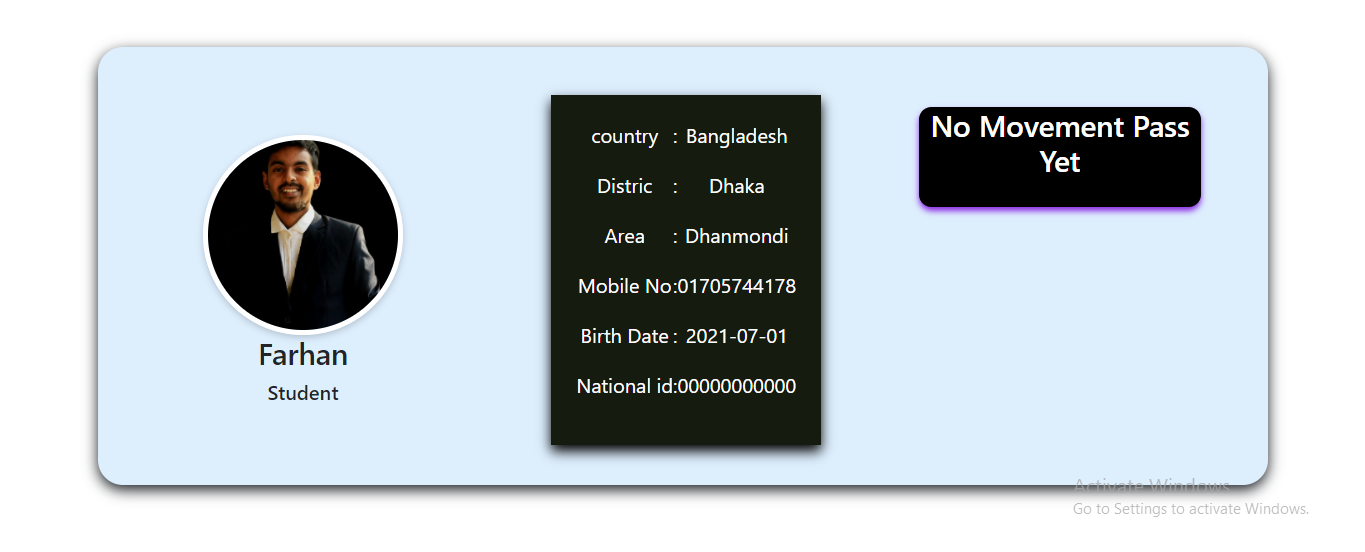 Farhan
Student
country : Bangladesh
Distric : Dhaka
Area : Dhanmondi
Mobile No:01705744178
Birth Date : 2021-07-01
National id:00000000000
No Movement Pass
Yet
Activate Windows
Go to Settings to activate Windows.